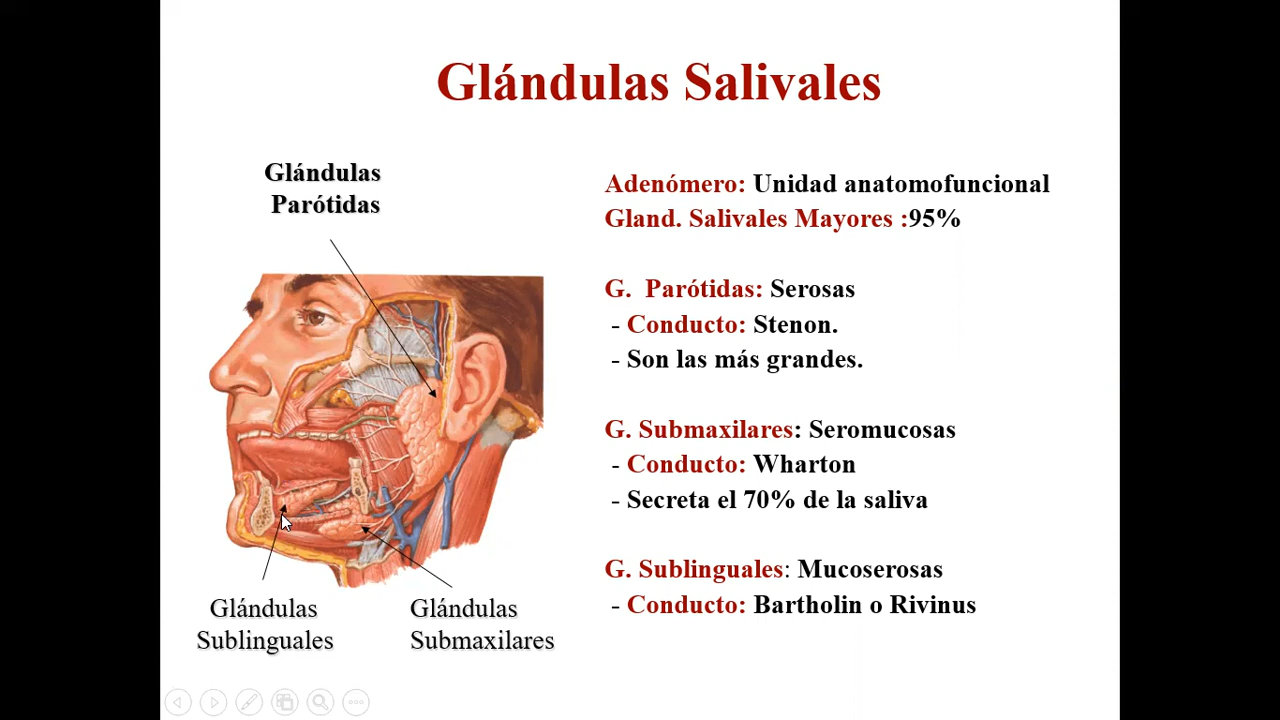 Glándulas Salivales
Glándulas
Parótidas
Adenómero: Unidad anatomofuncional
Gland. Salivales Mayores :95%
G. Parótidas: Serosas
- Conducto: Stenon.
- Son las más grandes.
G. Submaxilares: Seromucosas
- Conducto: Wharton
- Secreta el 70% de la saliva
G. Sublinguales: Mucoserosas
- Conducto: Bartholin o Rivinus
Glándulas
Sublinguales
Glándulas
Submaxilares